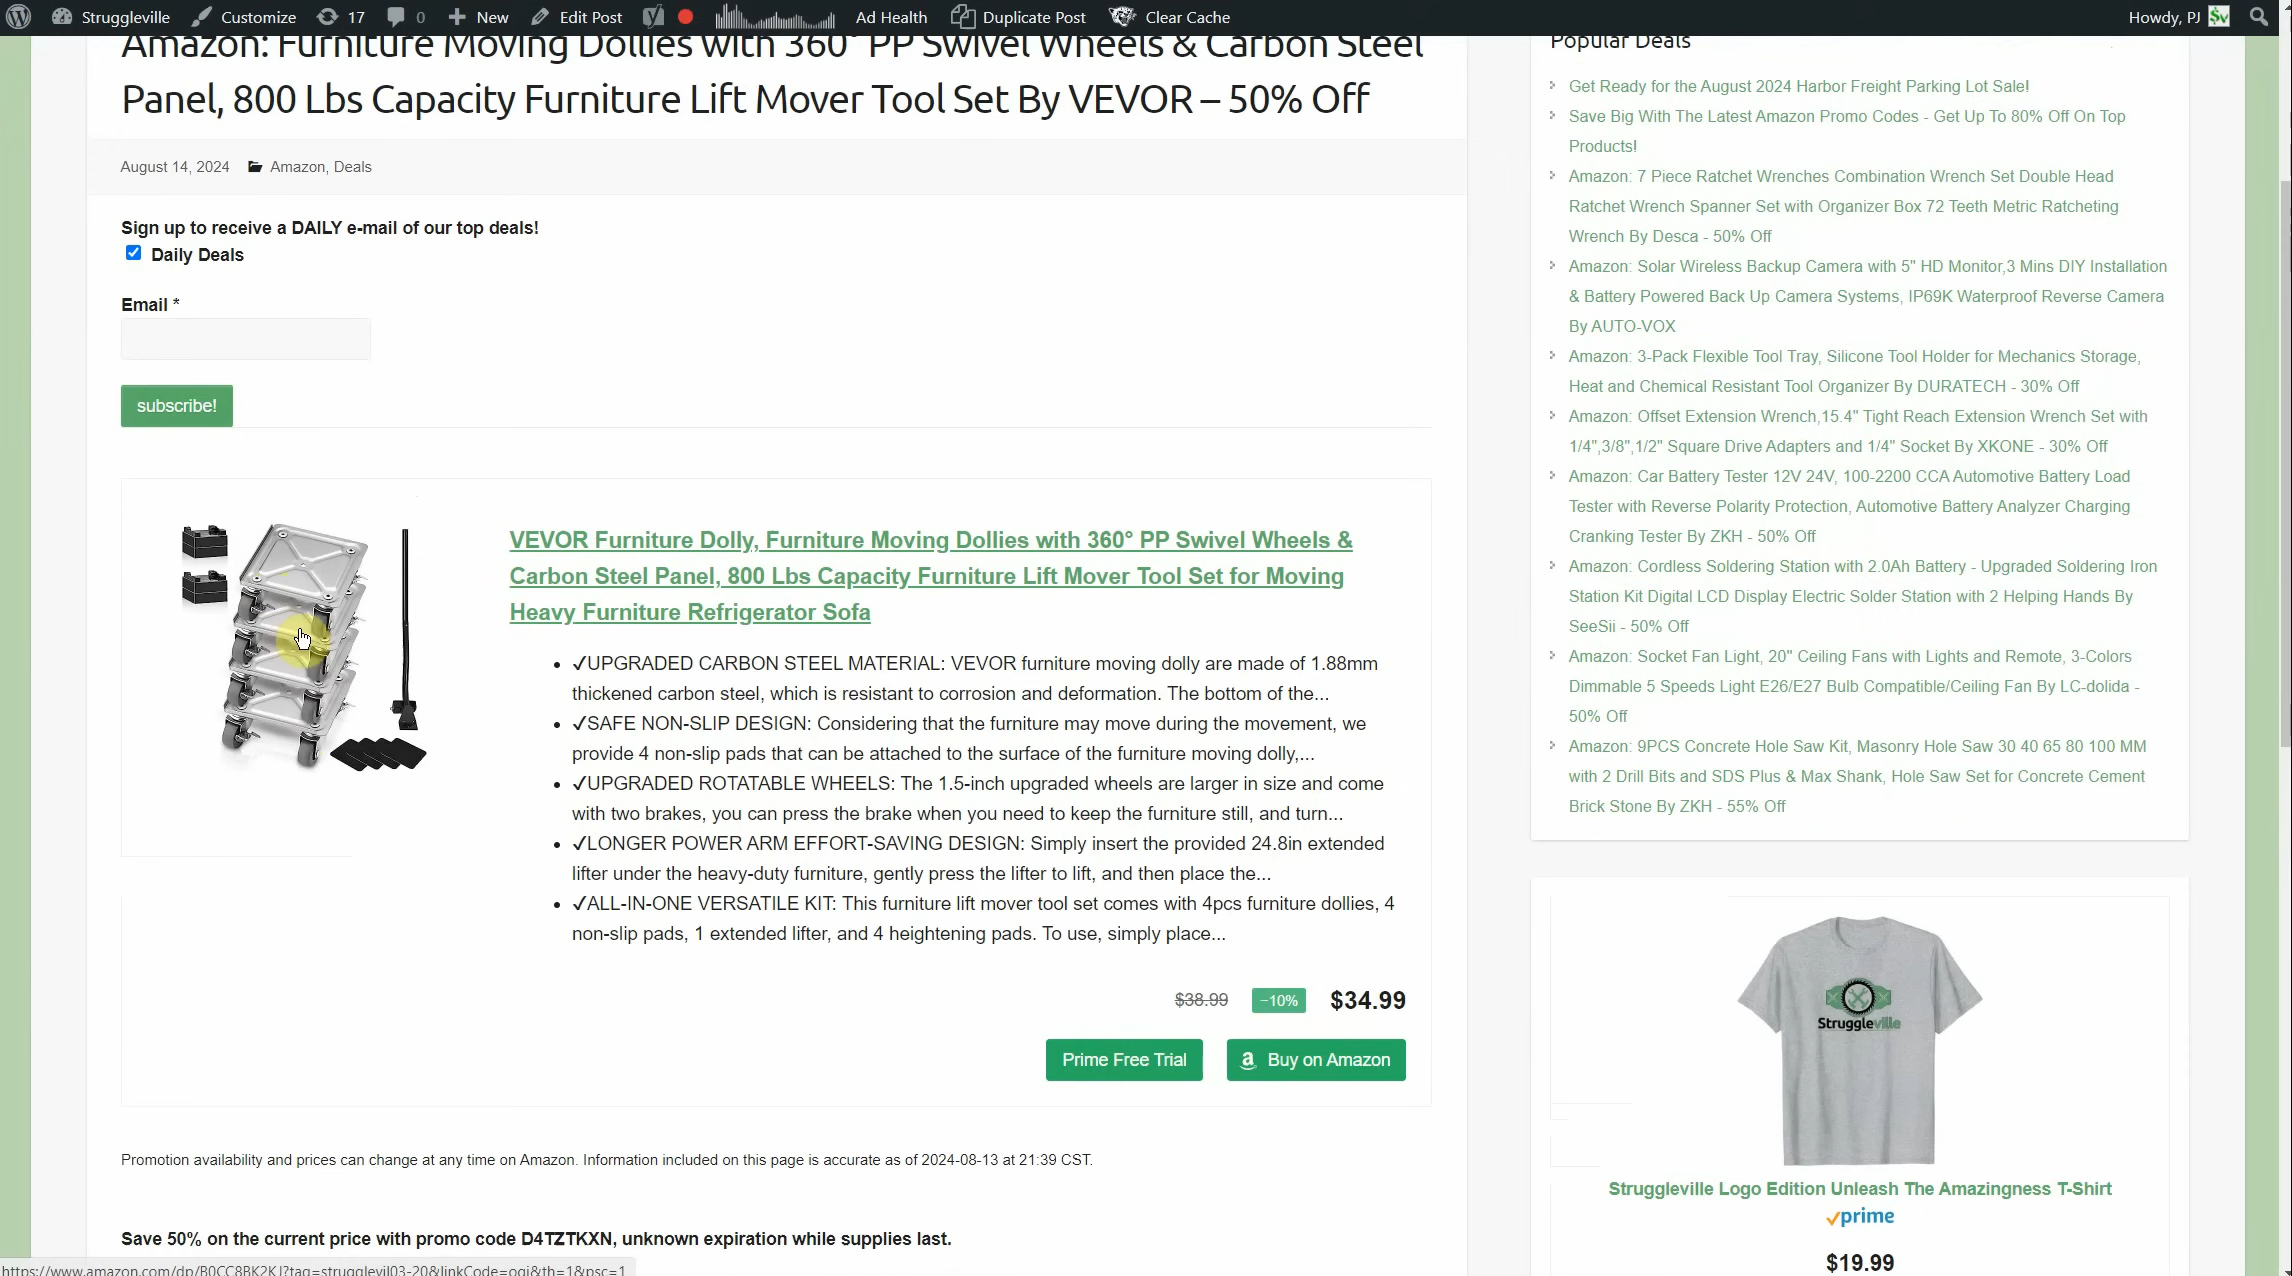 Struggleville Customize 17 0 New Edit Post Ad Health Duplicate Post Clear Cache Howdy, PJ
Amazon: Furniture Moving Dollies with 360° PP Swivel Wheels & Carbon Steel
Panel, 800 Lbs Capacity Furniture Lift Mover Tool Set By VEVOR – 50% Off
August 14, 2024 Amazon, Deals
Sign up to receive a DAILY e-mail of our top deals!
Daily Deals
Email *
subscribe!
VEVOR Furniture Dolly, Furniture Moving Dollies with 360° PP Swivel Wheels &
Carbon Steel Panel, 800 Lbs Capacity Furniture Lift Mover Tool Set for Moving
Heavy Furniture Refrigerator Sofa
• ✓UPGRADED CARBON STEEL MATERIAL: VEVOR furniture moving dolly are made of 1.88mm
thickened carbon steel, which is resistant to corrosion and deformation. The bottom of the...
• ✓SAFE NON-SLIP DESIGN: Considering that the furniture may move during the movement, we
provide 4 non-slip pads that can be attached to the surface of the furniture moving dolly,...
• ✓UPGRADED ROTATABLE WHEELS: The 1.5-inch upgraded wheels are larger in size and come
with two brakes, you can press the brake when you need to keep the furniture still, and turn...
• ✓LONGER POWER ARM EFFORT-SAVING DESIGN: Simply insert the provided 24.8in extended
lifter under the heavy-duty furniture, gently press the lifter to lift, and then place the...
• ✓ALL-IN-ONE VERSATILE KIT: This furniture lift mover tool set comes with 4pcs furniture dollies, 4
non-slip pads, 1 extended lifter, and 4 heightening pads. To use, simply place...
$38.99 −10% $34.99
Prime Free Trial Buy on Amazon
Promotion availability and prices can change at any time on Amazon. Information included on this page is accurate as of 2024-08-13 at 21:39 CST.
Save 50% on the current price with promo code D4TZTKXN, unknown expiration while supplies last.
https://www.amazon.com/dp/B0CC8BK2KJ?tag=strugglevil03-20&linkCode=ogi&th=1&psc=1
Popular Deals
Get Ready for the August 2024 Harbor Freight Parking Lot Sale!
Save Big With The Latest Amazon Promo Codes - Get Up To 80% Off On Top
Products!
Amazon: 7 Piece Ratchet Wrenches Combination Wrench Set Double Head
Ratchet Wrench Spanner Set with Organizer Box 72 Teeth Metric Ratcheting
Wrench By Desca - 50% Off
Amazon: Solar Wireless Backup Camera with 5" HD Monitor,3 Mins DIY Installation
& Battery Powered Back Up Camera Systems, IP69K Waterproof Reverse Camera
By AUTO-VOX
Amazon: 3-Pack Flexible Tool Tray, Silicone Tool Holder for Mechanics Storage,
Heat and Chemical Resistant Tool Organizer By DURATECH - 30% Off
Amazon: Offset Extension Wrench,15.4" Tight Reach Extension Wrench Set with
1/4",3/8",1/2" Square Drive Adapters and 1/4" Socket By XKONE - 30% Off
Amazon: Car Battery Tester 12V 24V, 100-2200 CCA Automotive Battery Load
Tester with Reverse Polarity Protection, Automotive Battery Analyzer Charging
Cranking Tester By ZKH - 50% Off
Amazon: Cordless Soldering Station with 2.0Ah Battery - Upgraded Soldering Iron
Station Kit Digital LCD Display Electric Solder Station with 2 Helping Hands By
SeeSii - 50% Off
Amazon: Socket Fan Light, 20" Ceiling Fans with Lights and Remote, 3-Colors
Dimmable 5 Speeds Light E26/E27 Bulb Compatible/Ceiling Fan By LC-dolida -
50% Off
Amazon: 9PCS Concrete Hole Saw Kit, Masonry Hole Saw 30 40 65 80 100 MM
with 2 Drill Bits and SDS Plus & Max Shank, Hole Saw Set for Concrete Cement
Brick Stone By ZKH - 55% Off
Struggleville
Struggleville Logo Edition Unleash The Amazingness T-Shirt
prime
$19.99